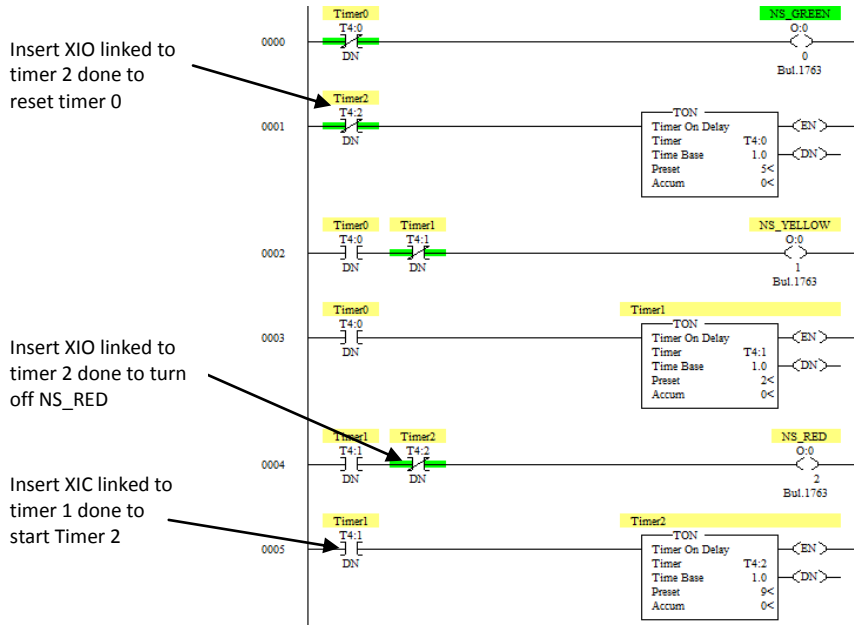 Insert XIO linked to
timer 2 done to
reset timer 0
Insert XIO linked to
timer 2 done to turn
off NS_RED
Insert XIC linked to
timer 1 done to
start Timer 2
Timer0
NS_GREEN
T4:0
O:0
0000
DN
0
Bul.1763
Timer2
T4:2
0001
DN
TON
Timer On Delay
EN
Timer T4:0
Time Base 1.0
DN
Preset 5<
Accum 0<
Timer0 Timer1
NS_YELLOW
T4:0 T4:1
O:0
0002
DN DN
1
Bul.1763
Timer0
Timer1
T4:0
0003
DN
TON
Timer On Delay
EN
Timer T4:1
Time Base 1.0
DN
Preset 2<
Accum 0<
Timer1 Timer2
NS_RED
T4:1 T4:2
O:0
0004
DN DN
2
Bul.1763
Timer1
Timer2
T4:1
0005
DN
TON
Timer On Delay
EN
Timer T4:2
Time Base 1.0
DN
Preset 9<
Accum 0<